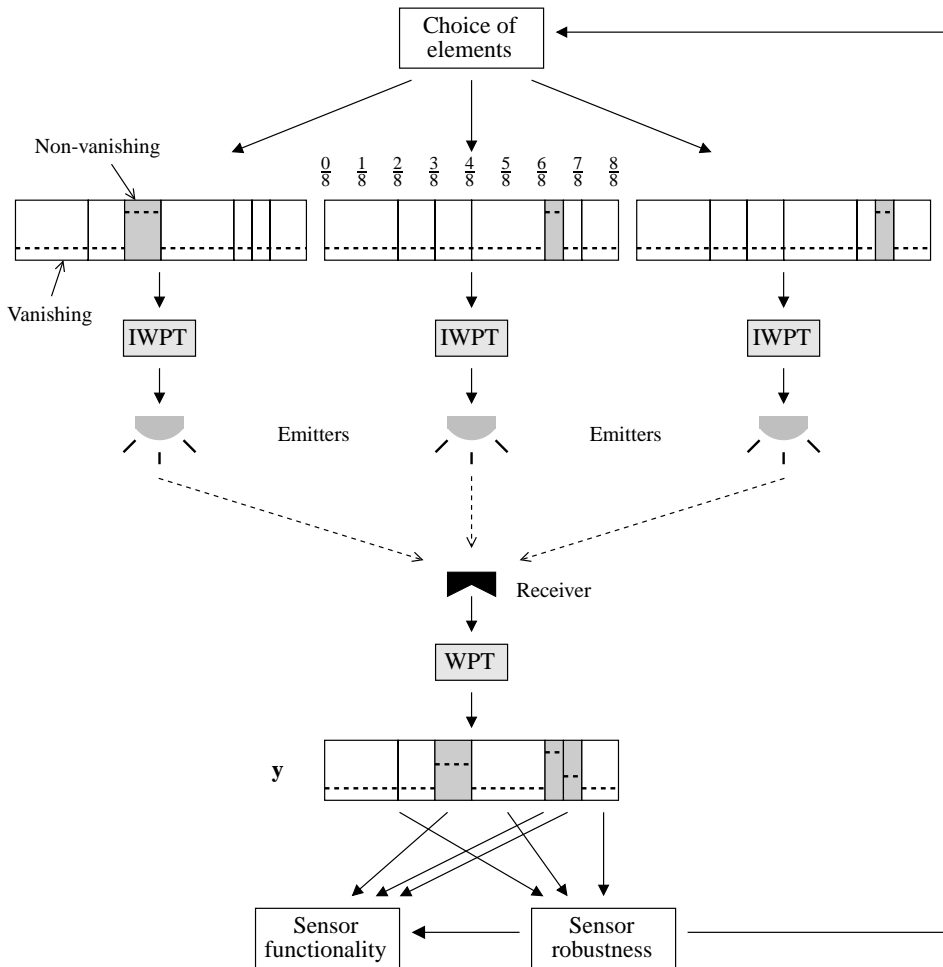 Choice of
elements
Non-vanishing
0/8 1/8 2/8 3/8 4/8 5/8 6/8 7/8 8/8
Vanishing
IWPT IWPT IWPT
Emitters Emitters
Receiver
WPT
y
Sensor
functionality
Sensor
robustness